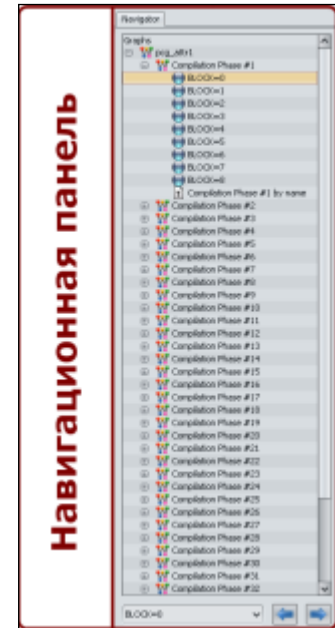 Навигационная панель
Navigator
Graphs
Compilation Phase #1
BLOCK=0
BLOCK=1
BLOCK=2
BLOCK=3
BLOCK=4
BLOCK=5
BLOCK=6
BLOCK=7
BLOCK=8
Compilation Phase #1 by name
Compilation Phase #2
Compilation Phase #3
Compilation Phase #4
Compilation Phase #5
Compilation Phase #6
Compilation Phase #7
Compilation Phase #8
Compilation Phase #9
Compilation Phase #10
Compilation Phase #11
Compilation Phase #12
Compilation Phase #13
Compilation Phase #14
Compilation Phase #15
Compilation Phase #16
Compilation Phase #17
Compilation Phase #18
Compilation Phase #19
Compilation Phase #20
Compilation Phase #21
Compilation Phase #22
Compilation Phase #23
Compilation Phase #24
Compilation Phase #25
Compilation Phase #26
Compilation Phase #27
Compilation Phase #28
Compilation Phase #29
Compilation Phase #30
Compilation Phase #31
Compilation Phase #32
BLOCK=0